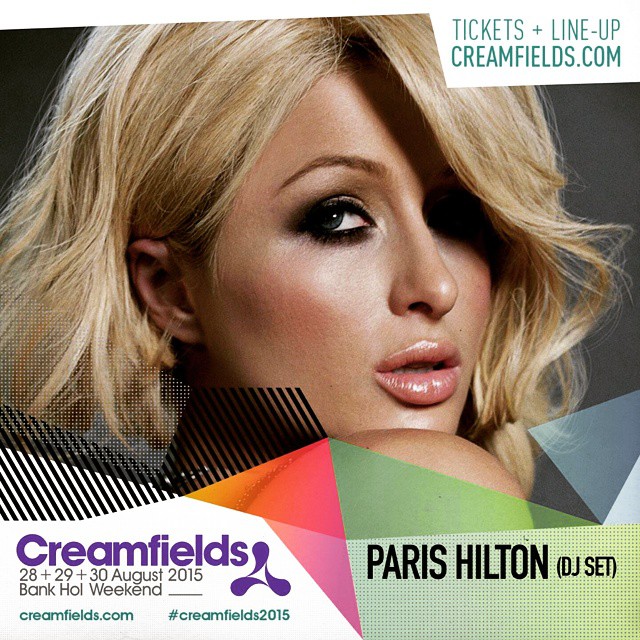 TICKETS + LINE-UP
CREAMFIELDS.COM
Creamfields
28 + 29 + 30 August 2015
Bank Hol Weekend
creamfields.com #creamfields2015
PARIS HILTON (DJ SET)